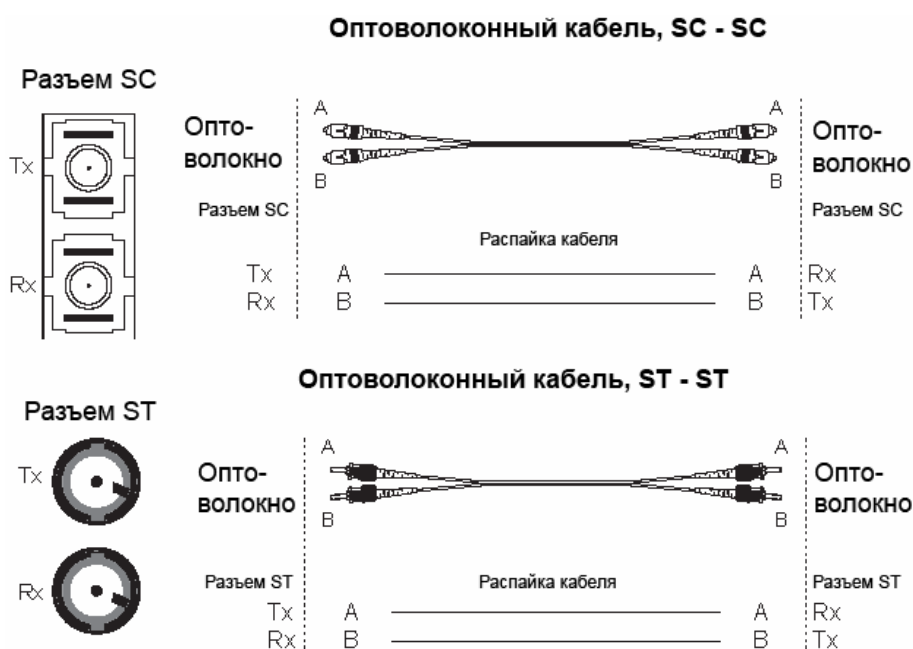 Оптоволоконный кабель, SC - SC
Разъем SC
Tx
Rx
Опто-
волокно
Разъем SC
A
B
A
B
Опто-
волокно
Разъем SC
Распайка кабеля
Tx A A Rx
Rx B B Tx
Оптоволоконный кабель, ST - ST
Разъем ST
Tx
Rx
Опто-
волокно
Разъем ST
A
B
A
B
Опто-
волокно
Разъем ST
Распайка кабеля
Tx A A Rx
Rx B B Tx